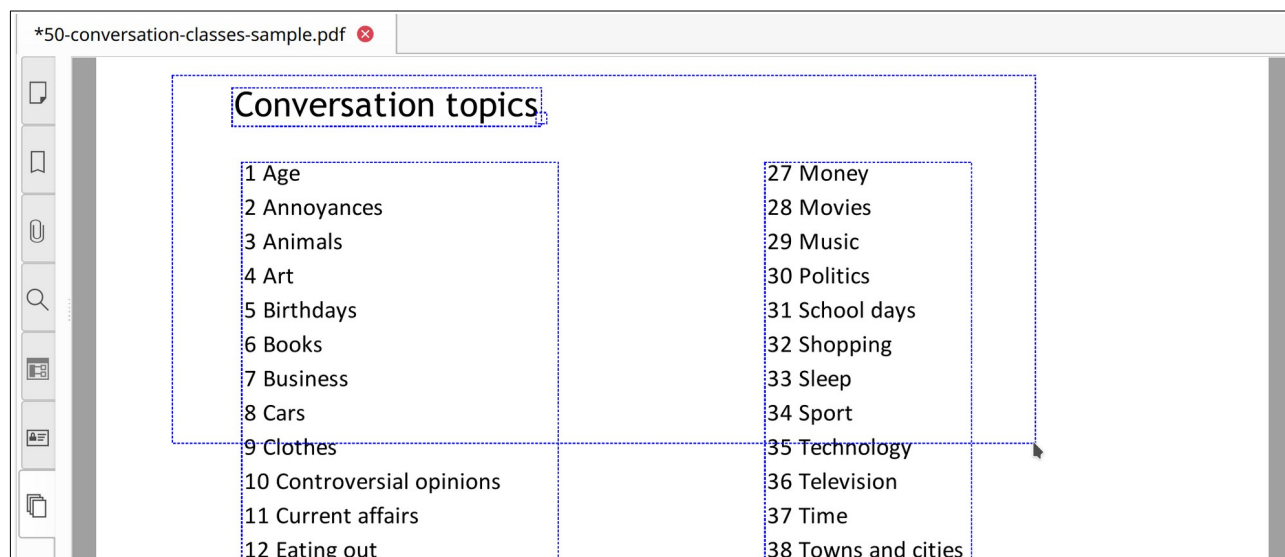 *50-conversation-classes-sample.pdf
Conversation topics
1 Age
2 Annoyances
3 Animals
4 Art
5 Birthdays
6 Books
7 Business
8 Cars
9 Clothes
10 Controversial opinions
11 Current affairs
12 Eating out
27 Money
28 Movies
29 Music
30 Politics
31 School days
32 Shopping
33 Sleep
34 Sport
35 Technology
36 Television
37 Time
38 Towns and cities